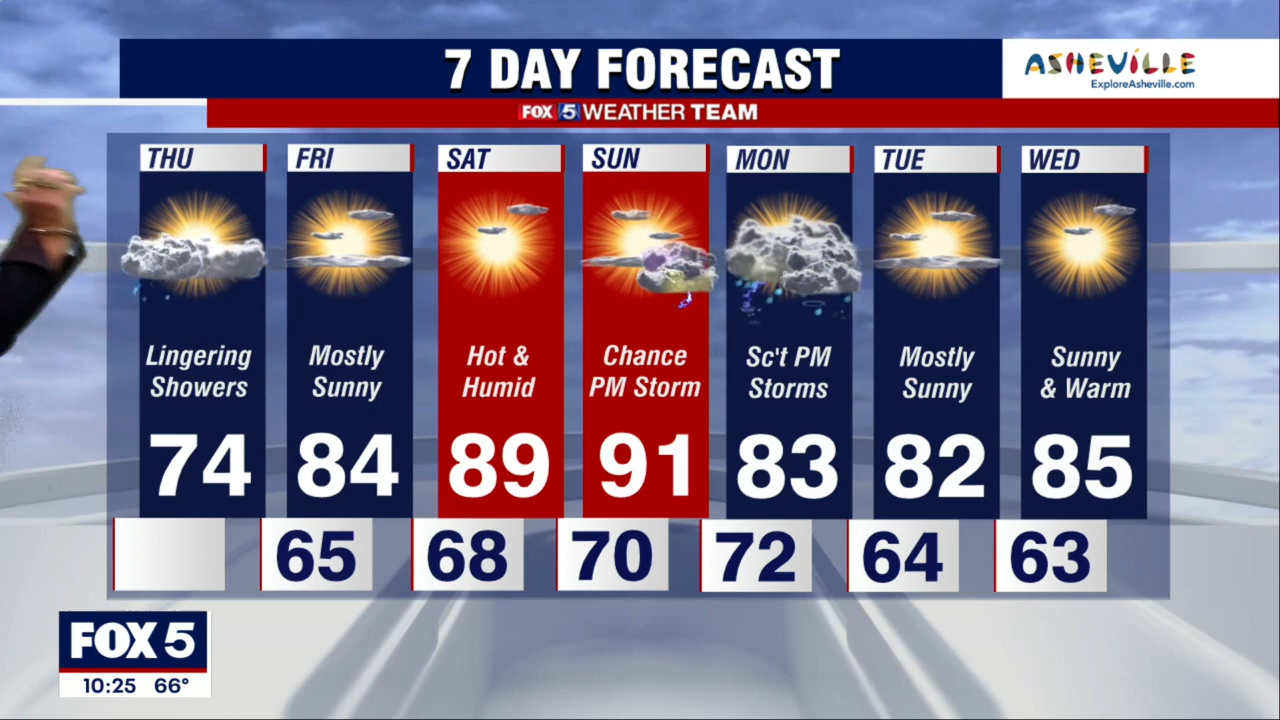 7 DAY FORECAST
ASHEVILLE
ExploreAsheville.com
FOX 5 WEATHER TEAM
THU
FRI
SAT
SUN
MON
TUE
WED
Lingering
Showers
Mostly
Sunny
Hot &
Humid
Chance
PM Storm
Sc't PM
Storms
Mostly
Sunny
Sunny
& Warm
74
84
89
91
83
82
85
65
68
70
72
64
63
FOX 5
10:25 66°